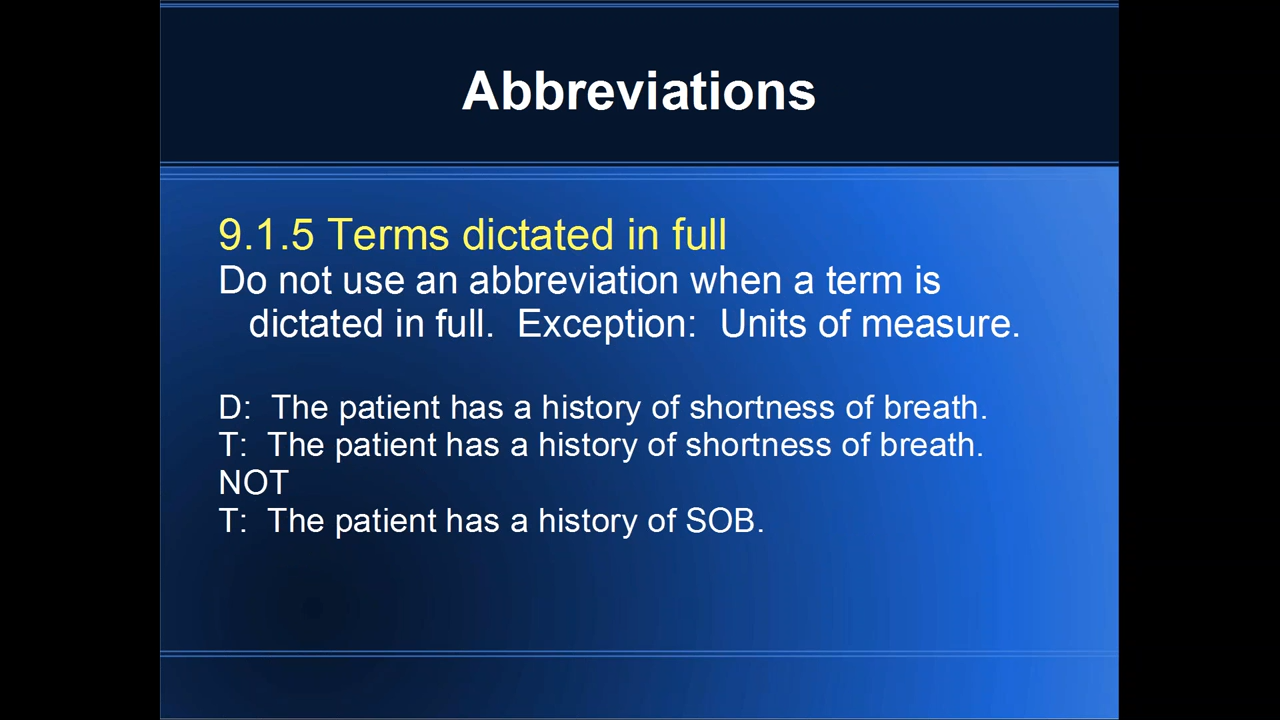 Abbreviations
9.1.5 Terms dictated in full
Do not use an abbreviation when a term is
dictated in full.  Exception:  Units of measure.
D:  The patient has a history of shortness of breath.
T:  The patient has a history of shortness of breath.
NOT
T:  The patient has a history of SOB.